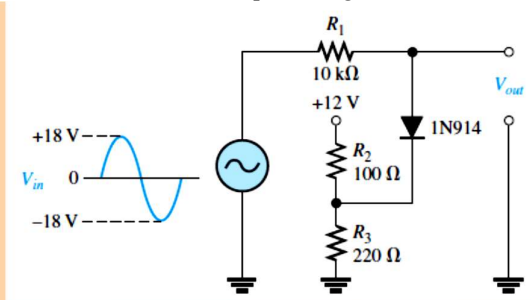 R1
10 kΩ
+12 V
Vout
1N914
+18 V
R2
100 Ω
Vin
0
−18 V
R3
220 Ω